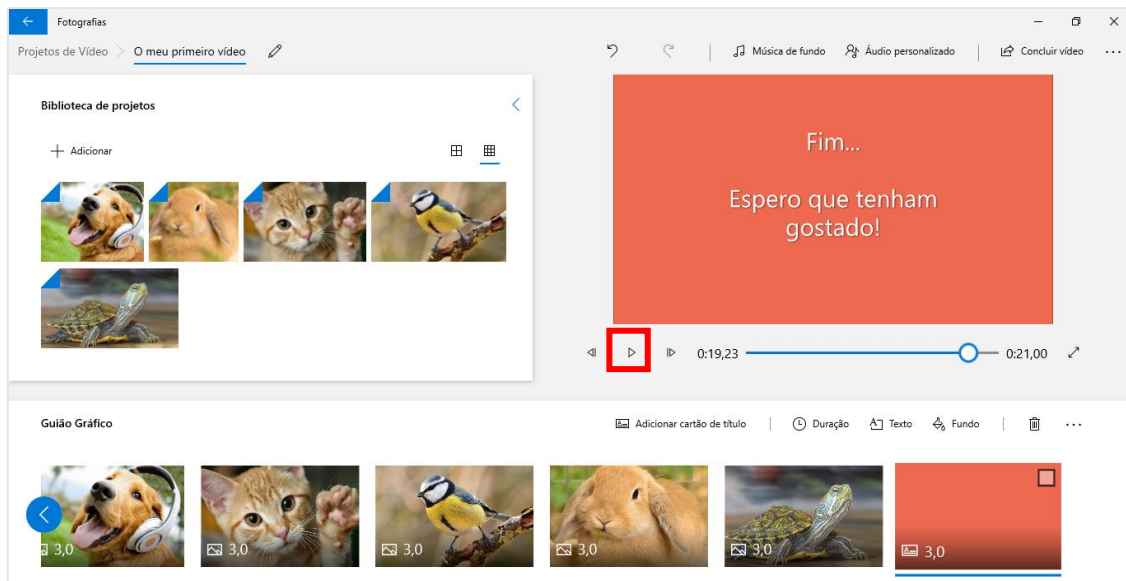 Fotografias
Projetos de Vídeo > O meu primeiro vídeo
Música de fundo
Áudio personalizado
Concluir vídeo
Biblioteca de projetos
Adicionar
Fim...
Espero que tenham
gostado!
0:19,23
0:21,00
Guião Gráfico
Adicionar cartão de título
Duração
Texto
Fundo
3,0
3,0
3,0
3,0
3,0
3,0